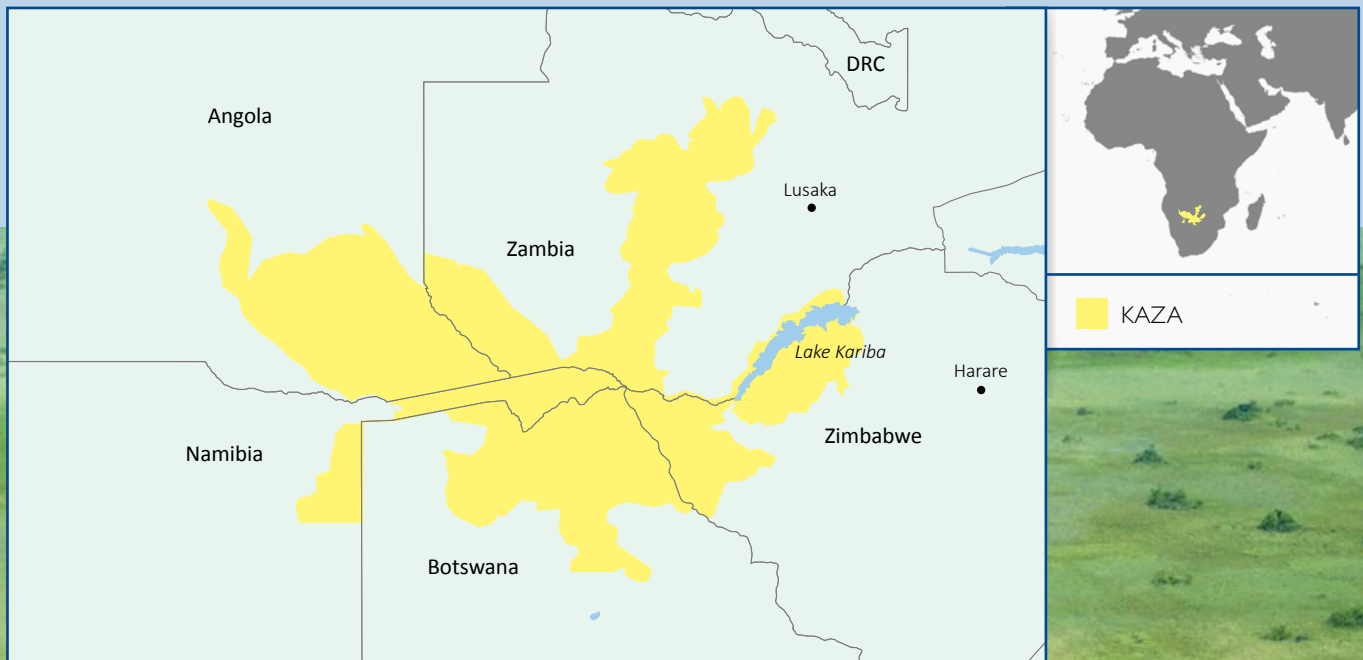 DRC
Angola
Lusaka
Zambia
KAZA
Lake Kariba
Harare
Zimbabwe
Namibia
Botswana